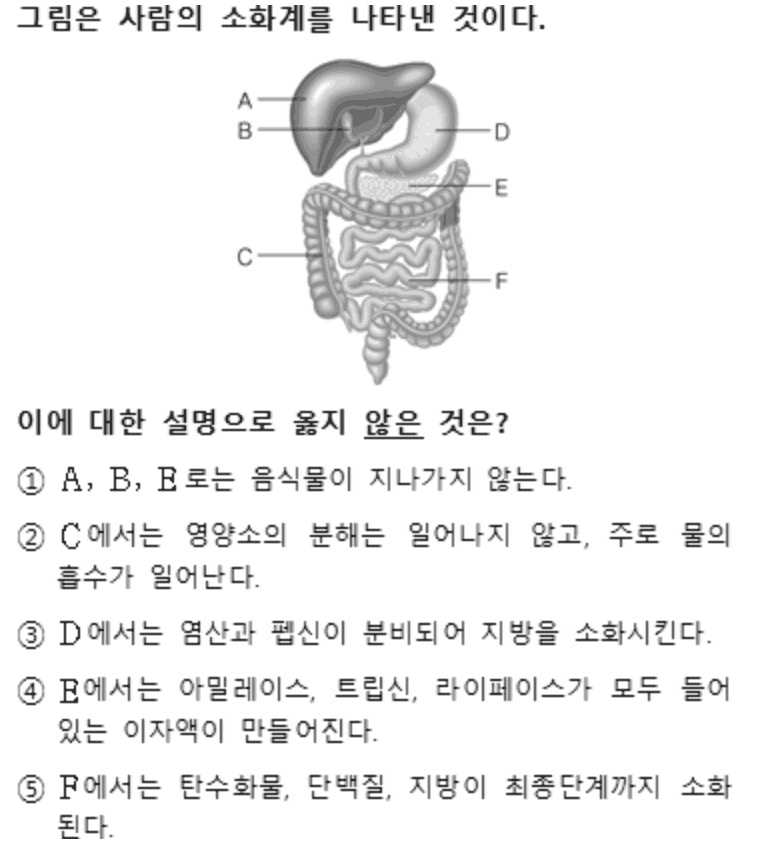 그림은 사람의 소화계를 나타낸 것이다.
A
B
D
E
C
F
이에 대한 설명으로 옳지 않은 것은?
① A, B, E로는 음식물이 지나가지 않는다.
② C에서는 영양소의 분해는 일어나지 않고, 주로 물의
흡수가 일어난다.
③ D에서는 염산과 펩신이 분비되어 지방을 소화시킨다.
④ E에서는 아밀레이스, 트립신, 라이페이스가 모두 들어
있는 이자액이 만들어진다.
⑤ F에서는 탄수화물, 단백질, 지방이 최종단계까지 소화
된다.